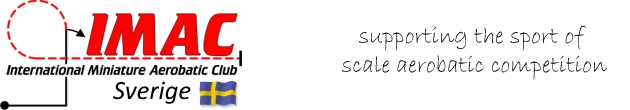 IMAC
International Miniature Aerobatic Club
Sverige
supporting the sport of
scale aerobatic competition